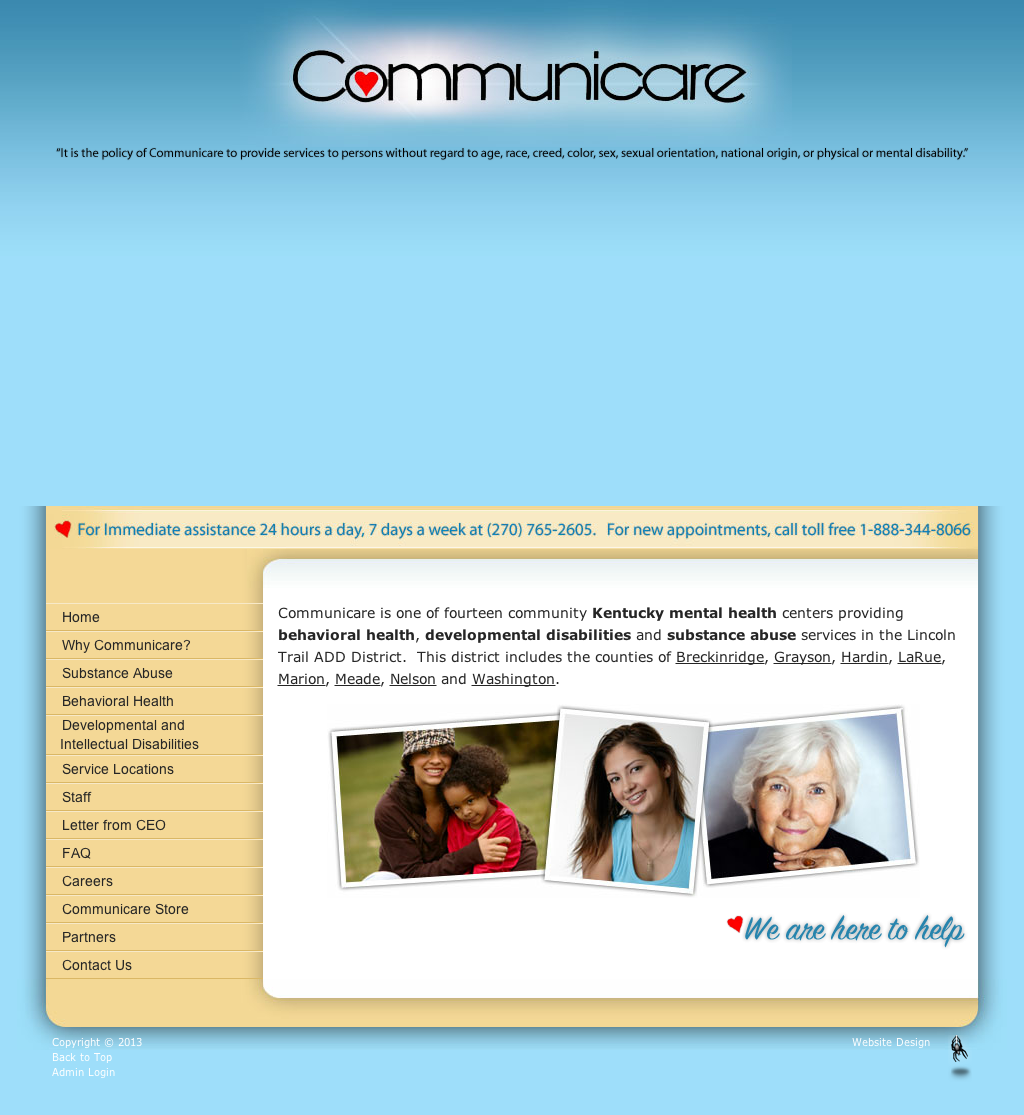 Communicare
“It is the policy of Communicare to provide services to persons without regard to age, race, creed, color, sex, sexual orientation, national origin, or physical or mental disability.”
For Immediate assistance 24 hours a day, 7 days a week at (270) 765-2605. For new appointments, call toll free 1-888-344-8066
Home
Why Communicare?
Substance Abuse
Behavioral Health
Developmental and
Intellectual Disabilities
Service Locations
Staff
Letter from CEO
FAQ
Careers
Communicare Store
Partners
Contact Us
Communicare is one of fourteen community Kentucky mental health centers providing
behavioral health, developmental disabilities and substance abuse services in the Lincoln
Trail ADD District. This district includes the counties of Breckinridge, Grayson, Hardin, LaRue,
Marion, Meade, Nelson and Washington.
We are here to help
Copyright © 2013
Back to Top
Admin Login
Website Design